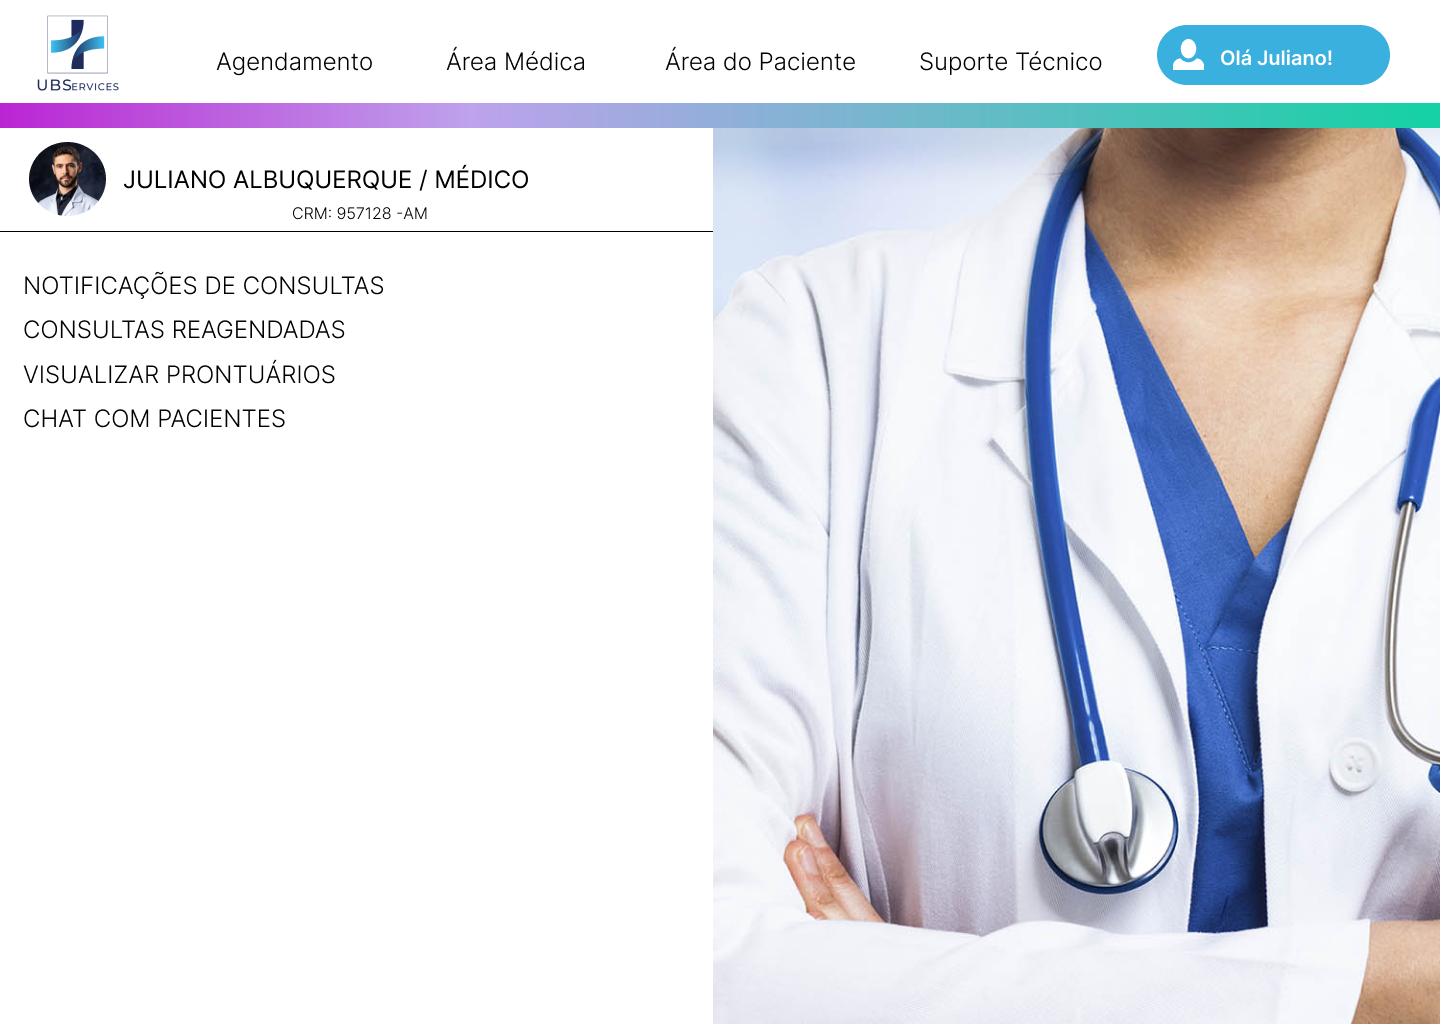 Agendamento
Área Médica
Área do Paciente
Suporte Técnico
Olá Juliano!
UBServices
JULIANO ALBUQUERQUE / MÉDICO
CRM: 957128 -AM
NOTIFICAÇÕES DE CONSULTAS
CONSULTAS REAGENDADAS
VISUALIZAR PRONTUÁRIOS
CHAT COM PACIENTES